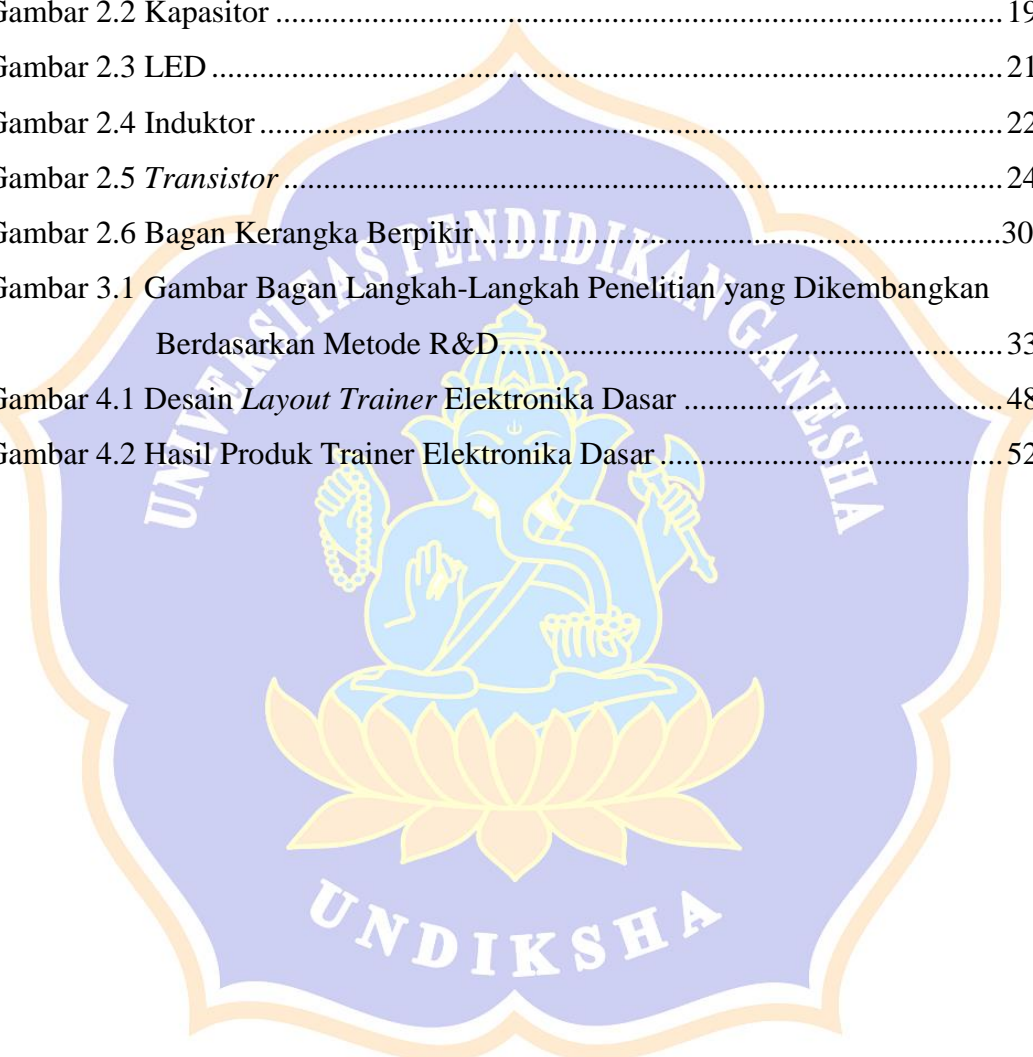 Gambar 2.2 Kapasitor ........ 19
Gambar 2.3 LED ........ 21
Gambar 2.4 Induktor ........ 22
Gambar 2.5 Transistor ........ 24
Gambar 2.6 Bagan Kerangka Berpikir ........ 30
Gambar 3.1 Gambar Bagan Langkah-Langkah Penelitian yang Dikembangkan
Berdasarkan Metode R&D ........ 33
Gambar 4.1 Desain Layout Trainer Elektronika Dasar ........ 48
Gambar 4.2 Hasil Produk Trainer Elektronika Dasar ........ 52
UNIVERSITAS PENDIDIKAN GANESHA
UNDIKSHA